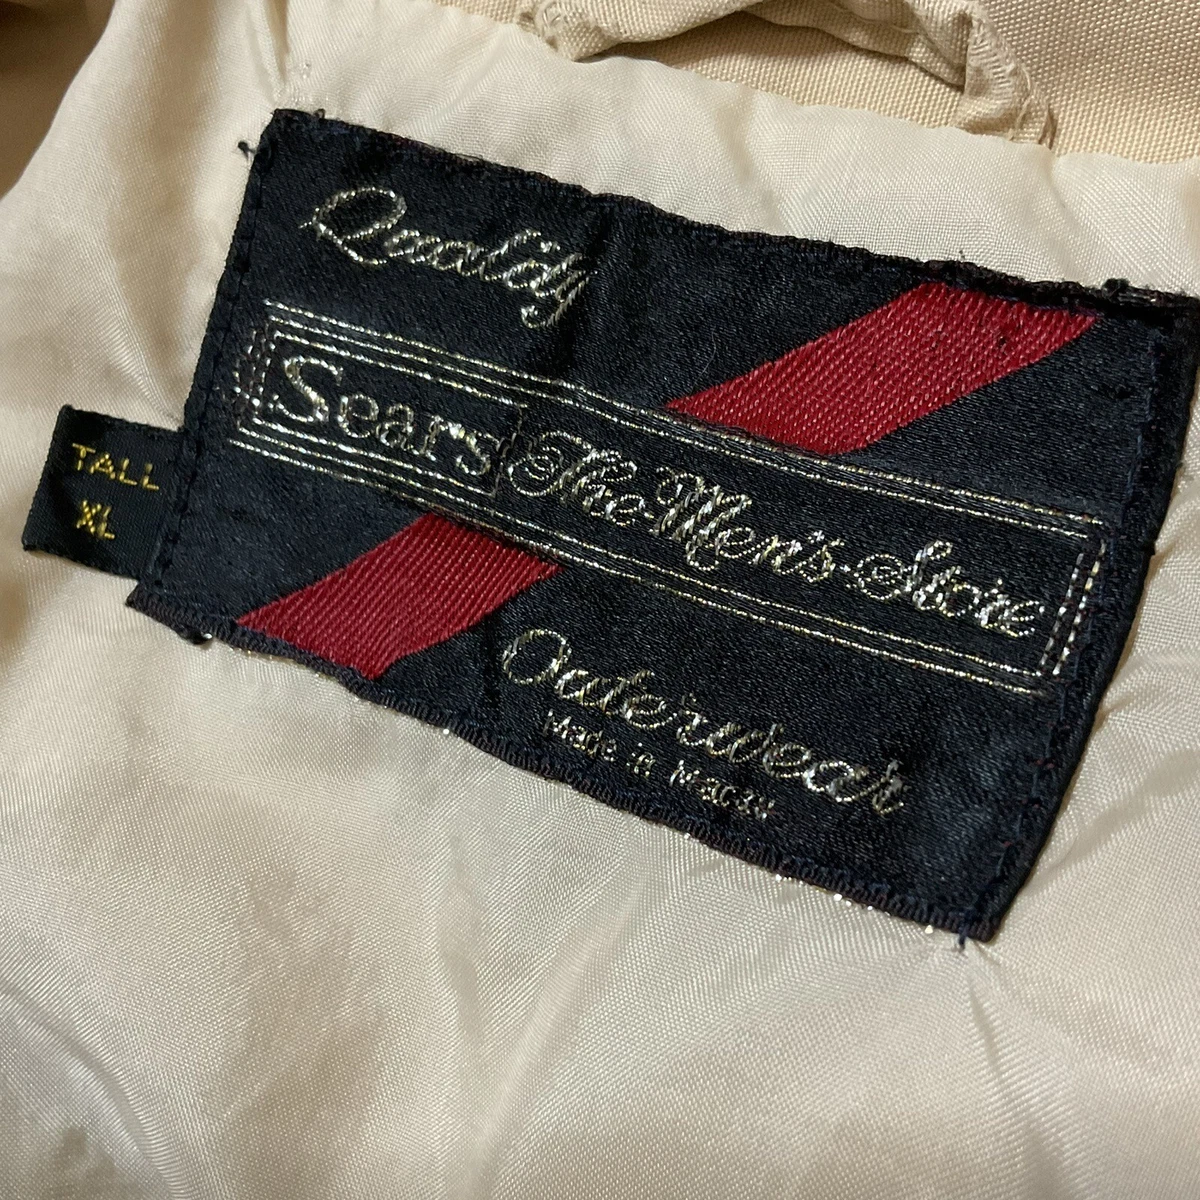 Quality
Sears The Men's Store
Outerwear
Made in Macau
TALL
XL